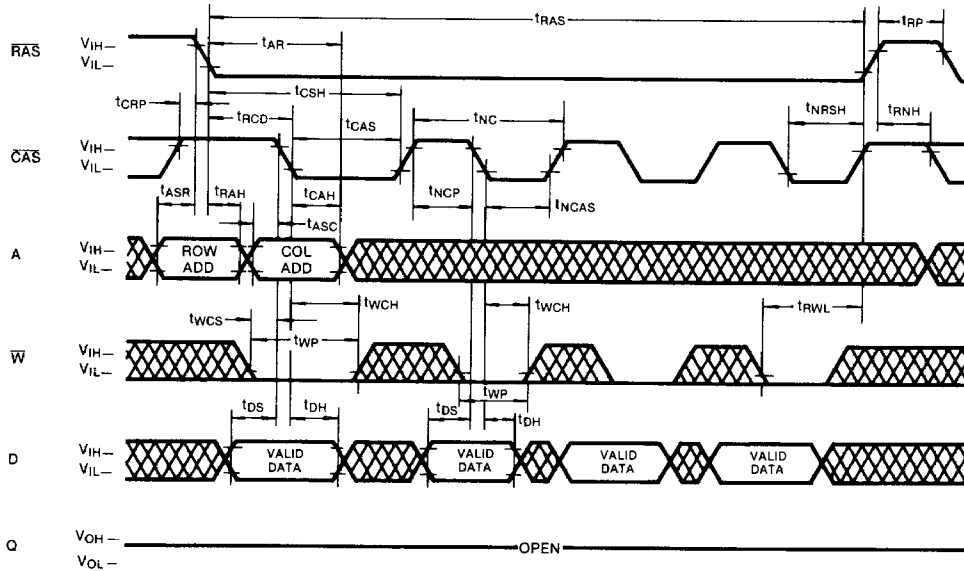 tRAS
tRP
RAS
VIH
VIL
tAR
tCSH
tCRP
tRCD
tCAS
tNC
tNRSH
tRNH
CAS
VIH
VIL
tASR
tRAH
tCAH
tNCP
tNCAS
tASC
A
VIH
VIL
ROW ADD
COL ADD
tWCH
tWCH
tRWL
tWCS
tWP
W
VIH
VIL
tWP
tDS
tDH
tDS
tDH
D
VIH
VIL
VALID DATA
VALID DATA
VALID DATA
VALID DATA
Q
VOH
VOL
OPEN